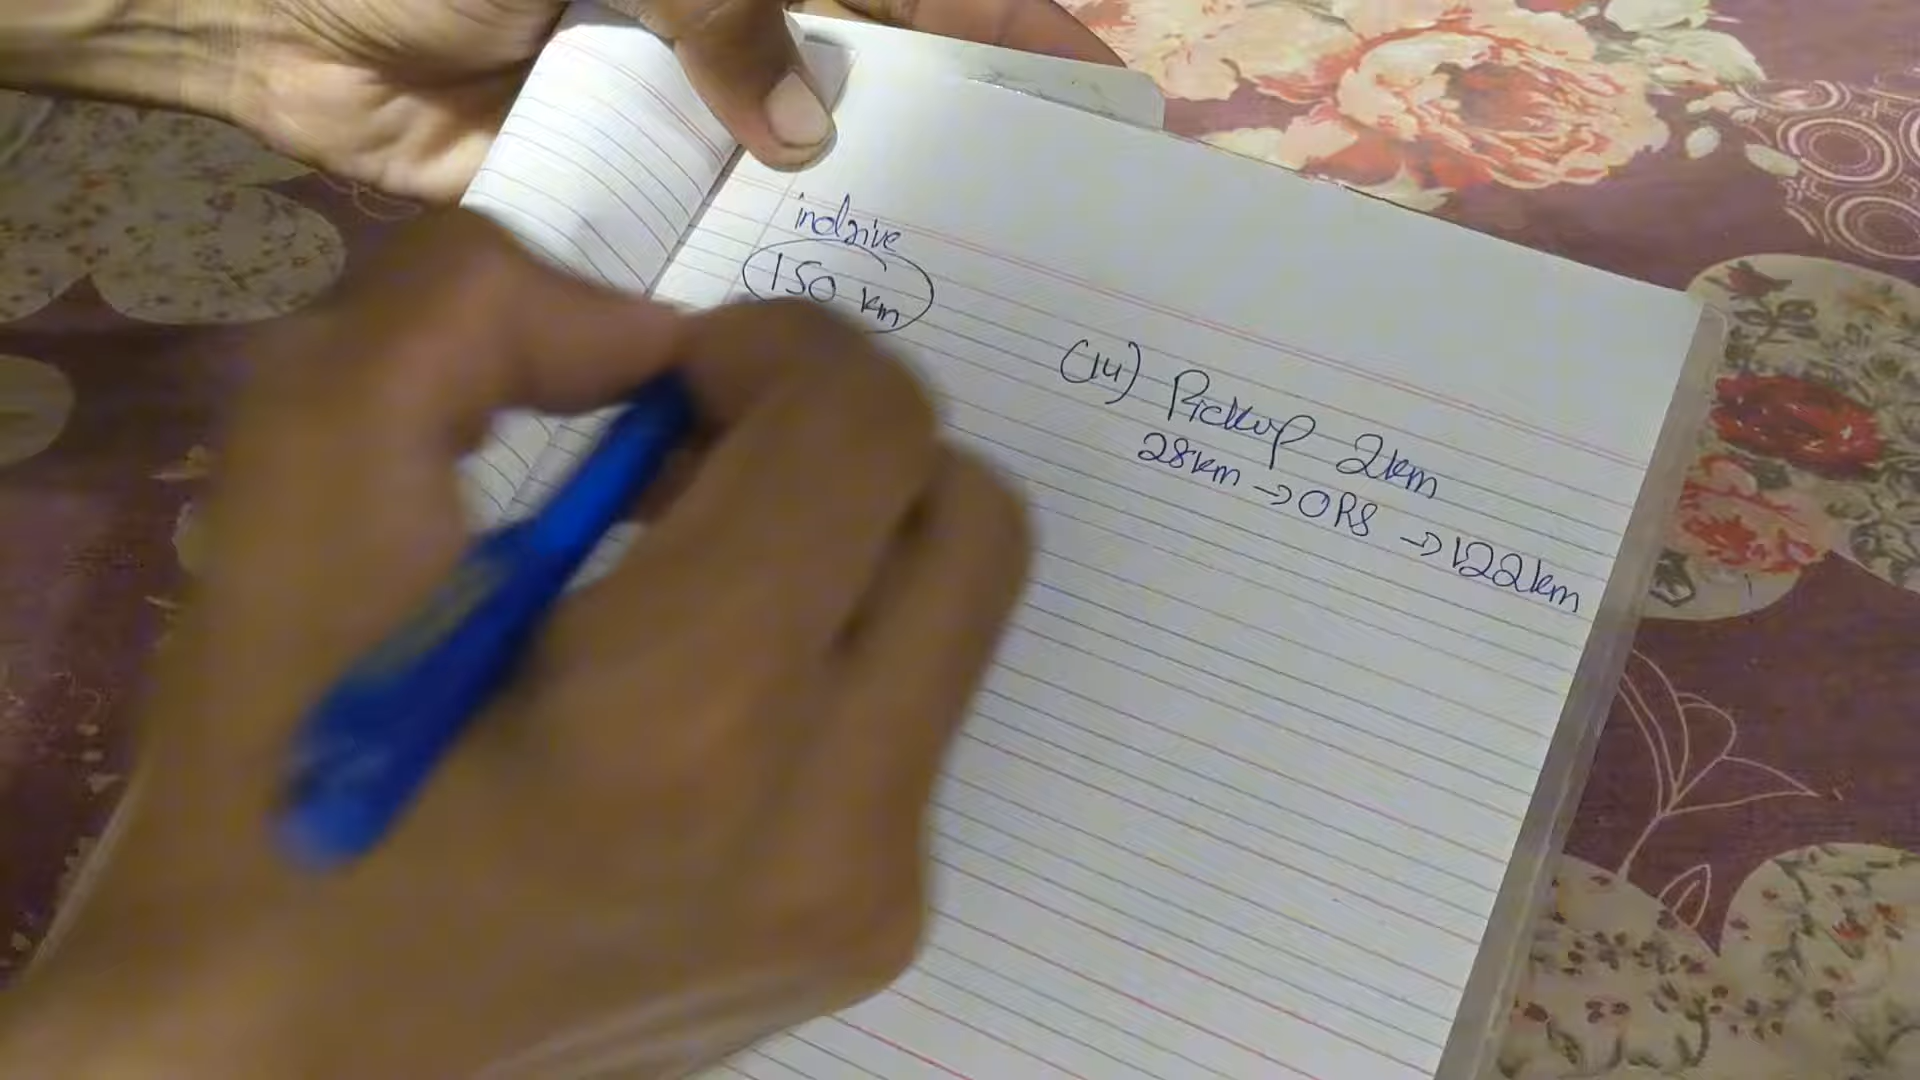 indrive
150 km
(14) Pickup 2km
28km → ORS → 122km